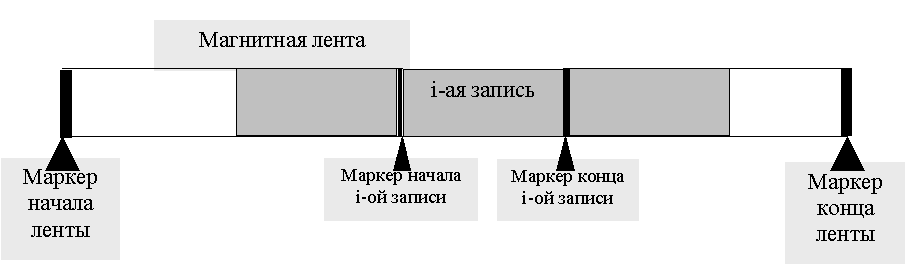 Магнитная лента
i-ая запись
Маркер
начала
ленты
Маркер начала
i-ой записи
Маркер конца
i-ой записи
Маркер
конца
ленты